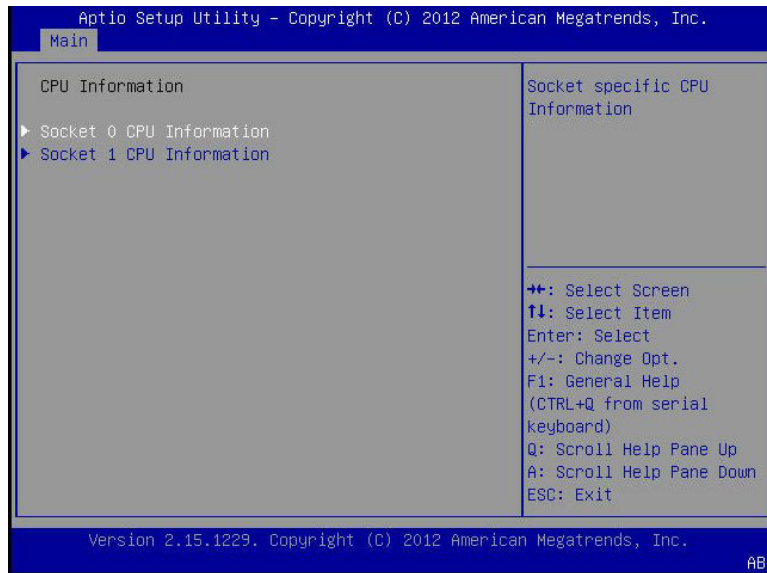 Aptio Setup Utility – Copyright (C) 2012 American Megatrends, Inc.
Main
CPU Information
Socket 0 CPU Information
Socket 1 CPU Information
Socket specific CPU
Information
→←: Select Screen
↑↓: Select Item
Enter: Select
+/-: Change Opt.
F1: General Help
(CTRL+Q from serial
keyboard)
Q: Scroll Help Pane Up
A: Scroll Help Pane Down
ESC: Exit
Version 2.15.1229. Copyright (C) 2012 American Megatrends, Inc.
AB